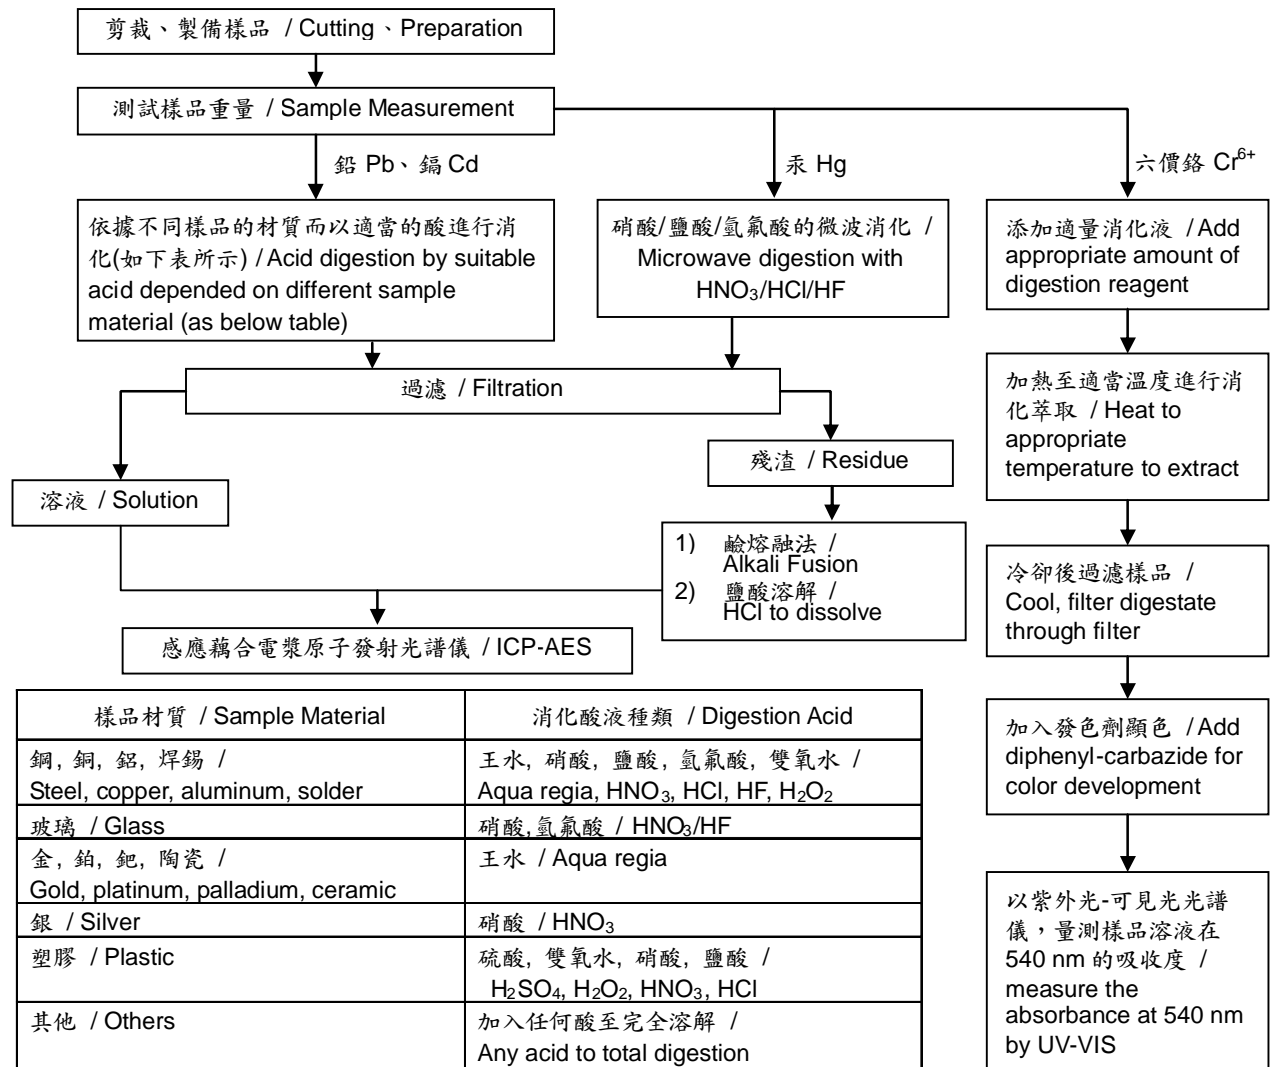 剪裁、製備樣品 / Cutting、Preparation
測試樣品重量 / Sample Measurement
鉛 Pb、鎘 Cd
汞 Hg
六價鉻 Cr⁶⁺
依據不同樣品的材質而以適當的酸進行消
化(如下表所示) / Acid digestion by suitable
acid depended on different sample
material (as below table)
硝酸/鹽酸/氫氟酸的微波消化 /
Microwave digestion with
HNO₃/HCl/HF
添加適量消化液 / Add
appropriate amount of
digestion reagent
過濾 / Filtration
加熱至適當溫度進行消
化萃取 / Heat to
appropriate
temperature to extract
殘渣 / Residue
溶液 / Solution
1) 鹼熔融法 /
Alkali Fusion
2) 鹽酸溶解 /
HCl to dissolve
冷卻後過濾樣品 /
Cool, filter digestate
through filter
感應藕合電漿原子發射光譜儀 / ICP-AES
加入發色劑顯色 / Add
diphenyl-carbazide for
color development
以紫外光-可見光光譜
儀，量測樣品溶液在
540 nm 的吸收度 /
measure the
absorbance at 540 nm
by UV-VIS
樣品材質 / Sample Material
消化酸液種類 / Digestion Acid
鋼, 銅, 鋁, 焊錫 /
Steel, copper, aluminum, solder
王水, 硝酸, 鹽酸, 氫氟酸, 雙氧水 /
Aqua regia, HNO₃, HCl, HF, H₂O₂
玻璃 / Glass
硝酸,氫氟酸 / HNO₃/HF
金, 鉑, 鈀, 陶瓷 /
Gold, platinum, palladium, ceramic
王水 / Aqua regia
銀 / Silver
硝酸 / HNO₃
塑膠 / Plastic
硫酸, 雙氧水, 硝酸, 鹽酸 /
H₂SO₄, H₂O₂, HNO₃, HCl
其他 / Others
加入任何酸至完全溶解 /
Any acid to total digestion